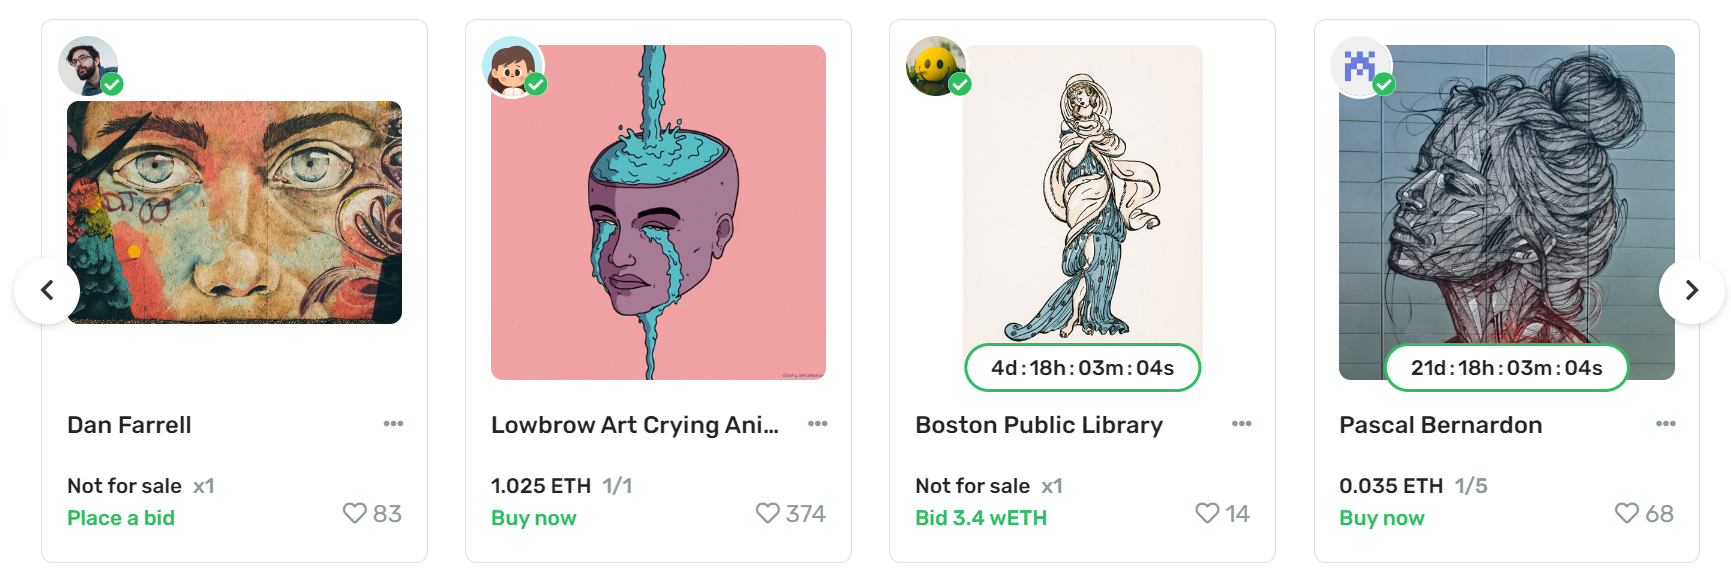 Dan Farrell
Not for sale x1
Place a bid
83
Lowbrow Art Crying Ani...
1.025 ETH 1/1
Buy now
374
4d : 18h : 03m : 04s
Boston Public Library
Not for sale x1
Bid 3.4 wETH
14
21d : 18h : 03m : 04s
Pascal Bernardon
0.035 ETH 1/5
Buy now
68